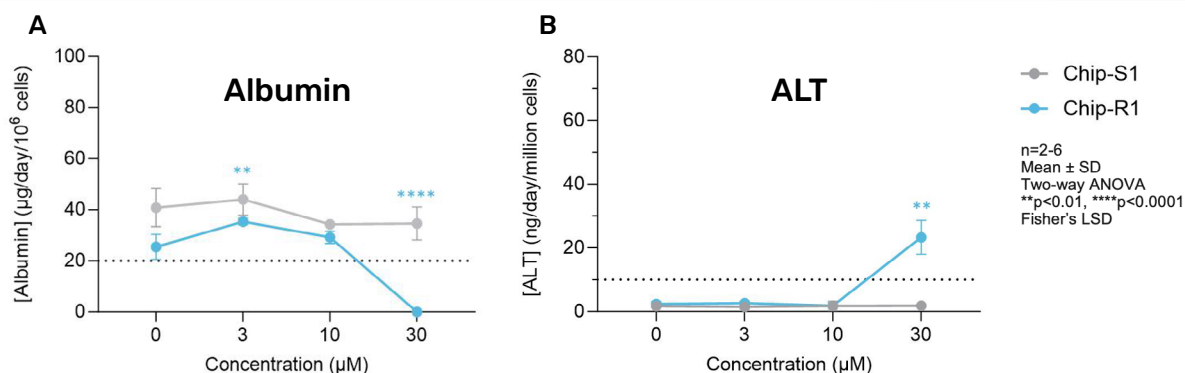 A
Albumin
[Albumin] (µg/day/10⁶ cells)
100
80
60
40
20
0
**
****
0 3 10 30
Concentration (µM)
B
ALT
[ALT] (ng/day/million cells)
80
60
40
20
0
**
0 3 10 30
Concentration (µM)
Chip-S1
Chip-R1
n=2-6
Mean ± SD
Two-way ANOVA
**p<0.01, ****p<0.0001
Fisher's LSD